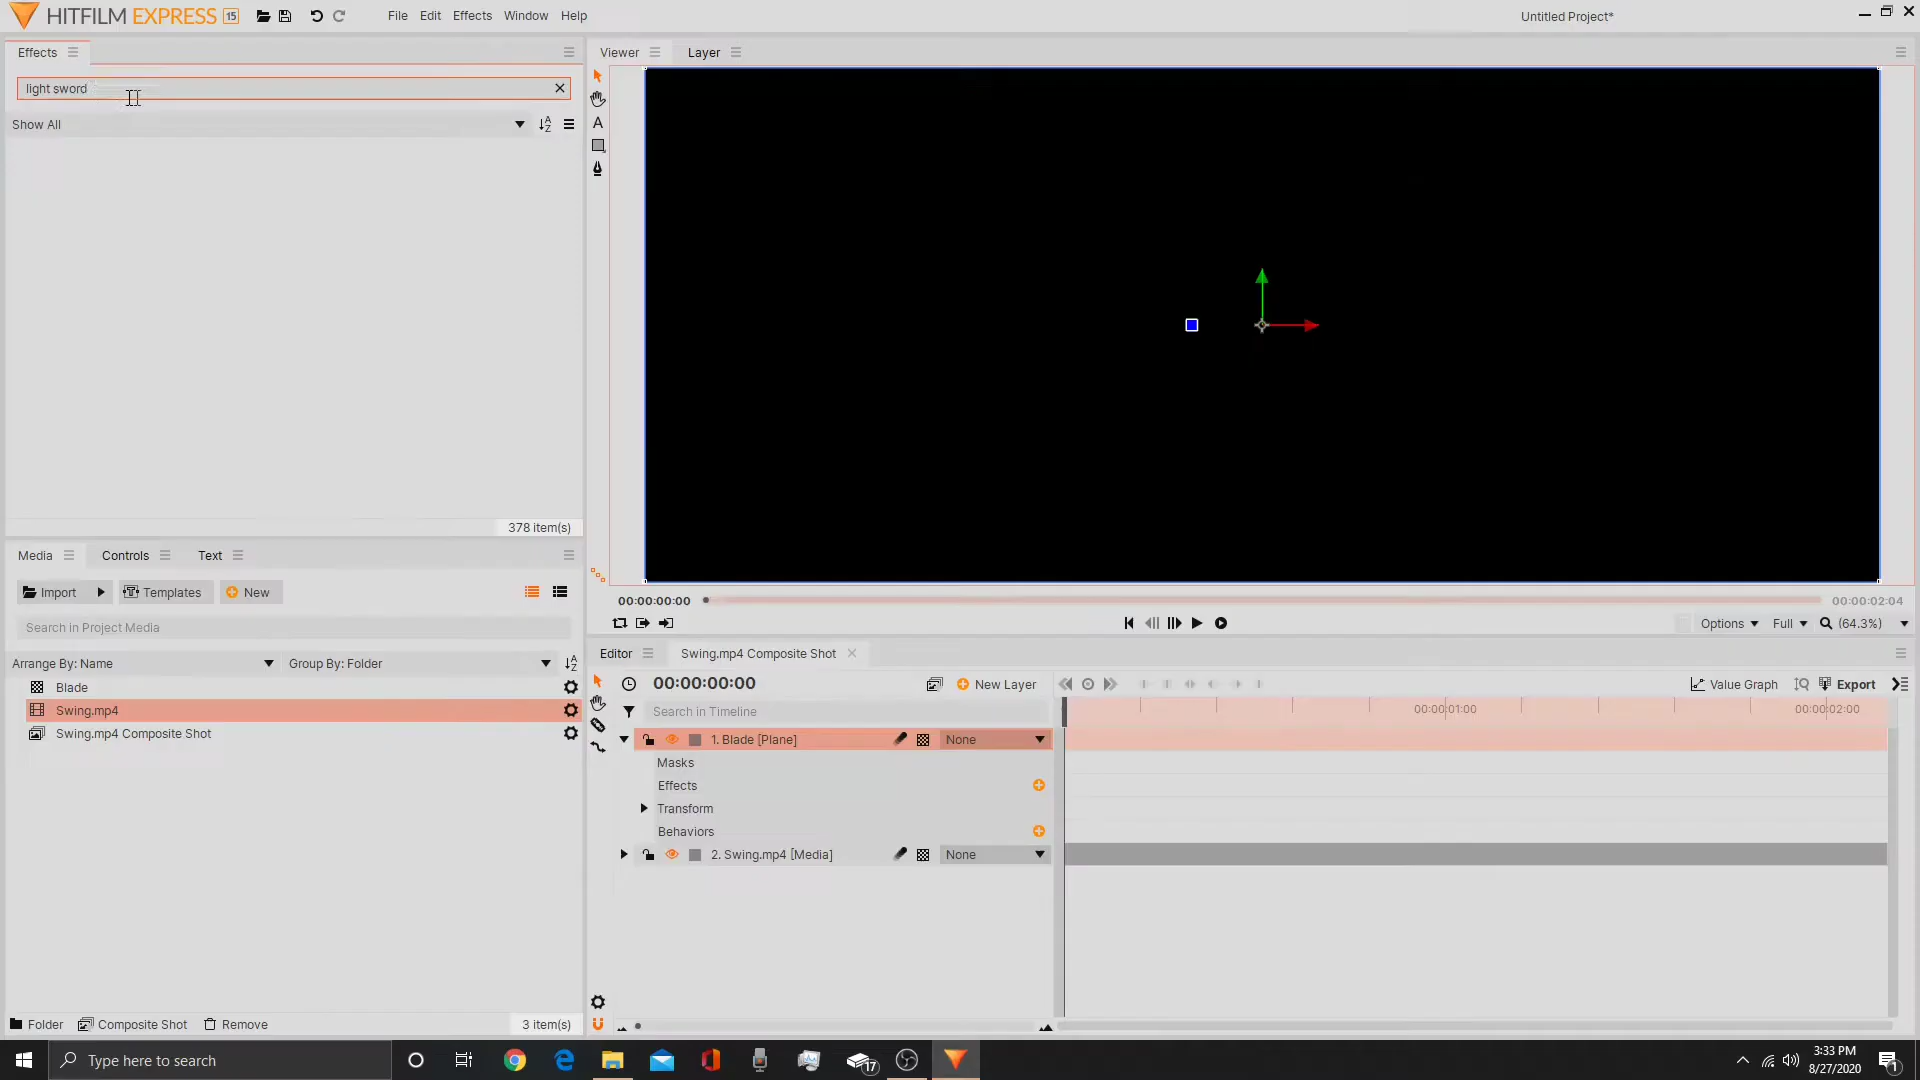 HITFILM EXPRESS 15 File Edit Effects Window Help Untitled Project*
Effects
light sword
Show All
378 item(s)
Viewer Layer
00:00:00:00 00:00:02:04
Options Full (64.3%)
Media Controls Text
Import Templates New
Search in Project Media
Arrange By: Name Group By: Folder
Blade
Swing.mp4
Swing.mp4 Composite Shot
Folder Composite Shot Remove 3 item(s)
Editor Swing.mp4 Composite Shot
00:00:00:00 New Layer Value Graph Export
Search in Timeline 00:00:01:00 00:00:02:00
1. Blade [Plane] None
Masks
Effects
Transform
Behaviors
2. Swing.mp4 [Media] None
Type here to search 17 3:33 PM
8/27/2020 1